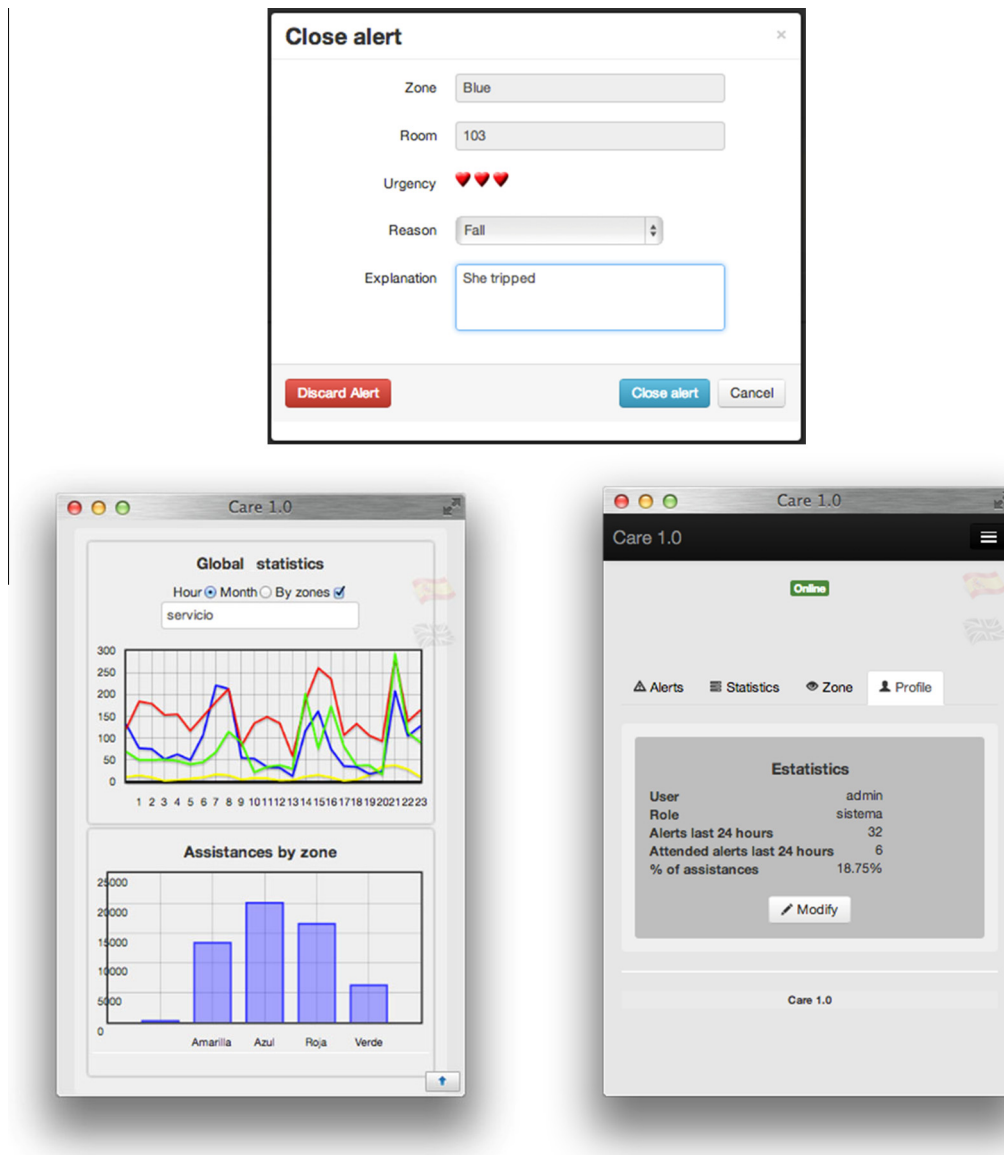 Close alert ×
Zone Blue
Room 103
Urgency
Reason Fall
Explanation She tripped
Discard Alert Close alert Cancel
Care 1.0
Global statistics
Hour Month By zones
servicio
300
250
200
150
100
50
0
1 2 3 4 5 6 7 8 9 10 11 12 13 14 15 16 17 18 19 20 21 22 23
Assistances by zone
25000
20000
15000
10000
5000
0
Amarilla Azul Roja Verde
Care 1.0
Care 1.0
Online
Alerts Statistics Zone Profile
Estatistics
User admin
Role sistema
Alerts last 24 hours 32
Attended alerts last 24 hours 6
% of assistances 18.75%
Modify
Care 1.0